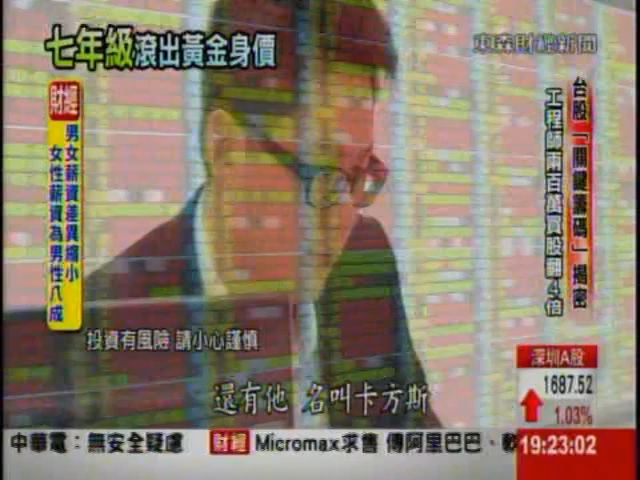 七年級滾出黃金身價
東森財經新聞
財經
男女薪資差異縮小
女性薪資為男性八成
台股「關鍵籌碼」揭密
工程師兩百萬買股翻4倍
投資有風險 請小心謹慎
還有他 名叫卡方斯
深圳A股
1687.52
1.03%
中華電：無安全疑慮 財經 Micromax求售 傳阿里巴巴、軟
19:23:02